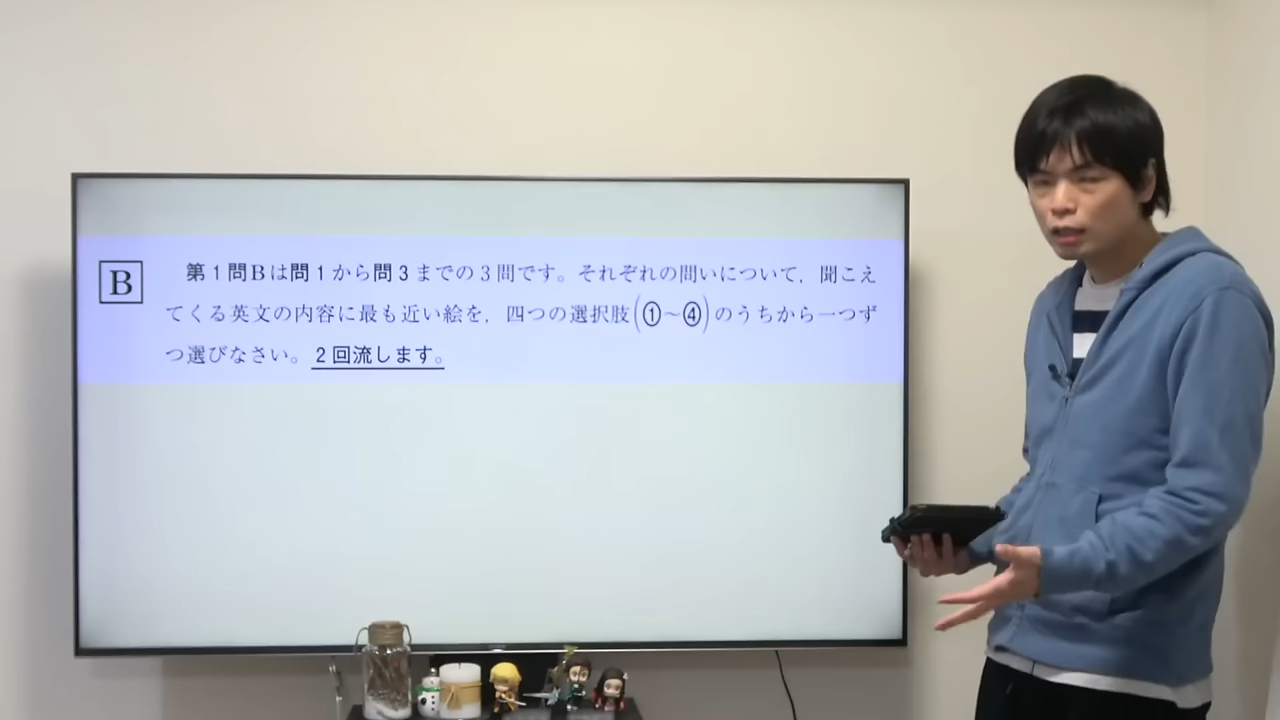 B 第1問Bは問1から問3までの3問です。それぞれの問いについて，聞こえ
てくる英文の内容に最も近い絵を，四つの選択肢(①～④)のうちから一つず
つ選びなさい。2回流します。